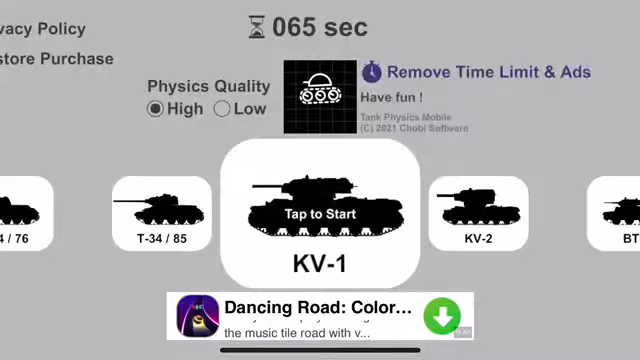 vacy Policy
065 sec
store Purchase
Physics Quality
High
Low
Remove Time Limit & Ads
Have fun !
Tank Physics Mobile
(C) 2021 Chobi Software
4 / 76
T-34 / 85
Tap to Start
KV-1
KV-2
BT
Dancing Road: Color...
the music tile road with v...